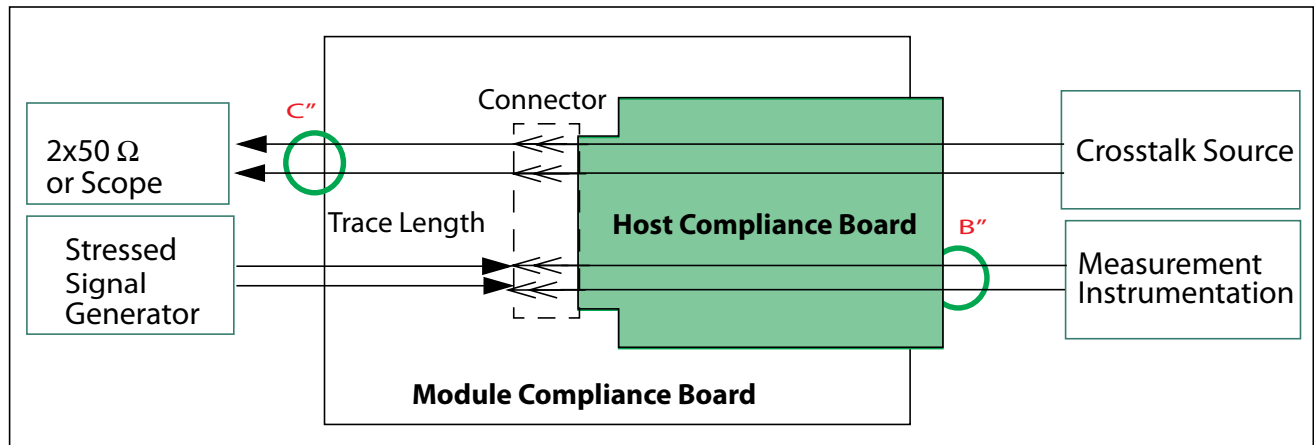 C”
Connector
2x50 Ω
or Scope
Crosstalk Source
Trace Length
Host Compliance Board
B”
Stressed
Signal
Generator
Measurement
Instrumentation
Module Compliance Board